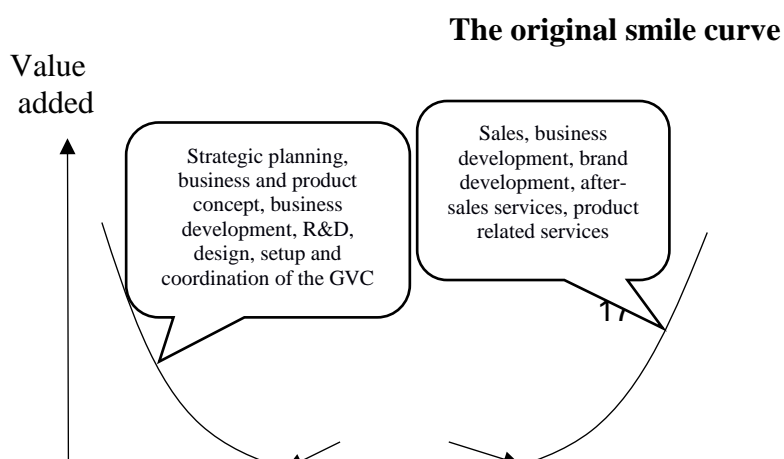 The original smile curve
Value
added
Strategic planning,
business and product
concept, business
development, R&D,
design, setup and
coordination of the GVC
Sales, business
development, brand
development, after-
sales services, product
related services
17